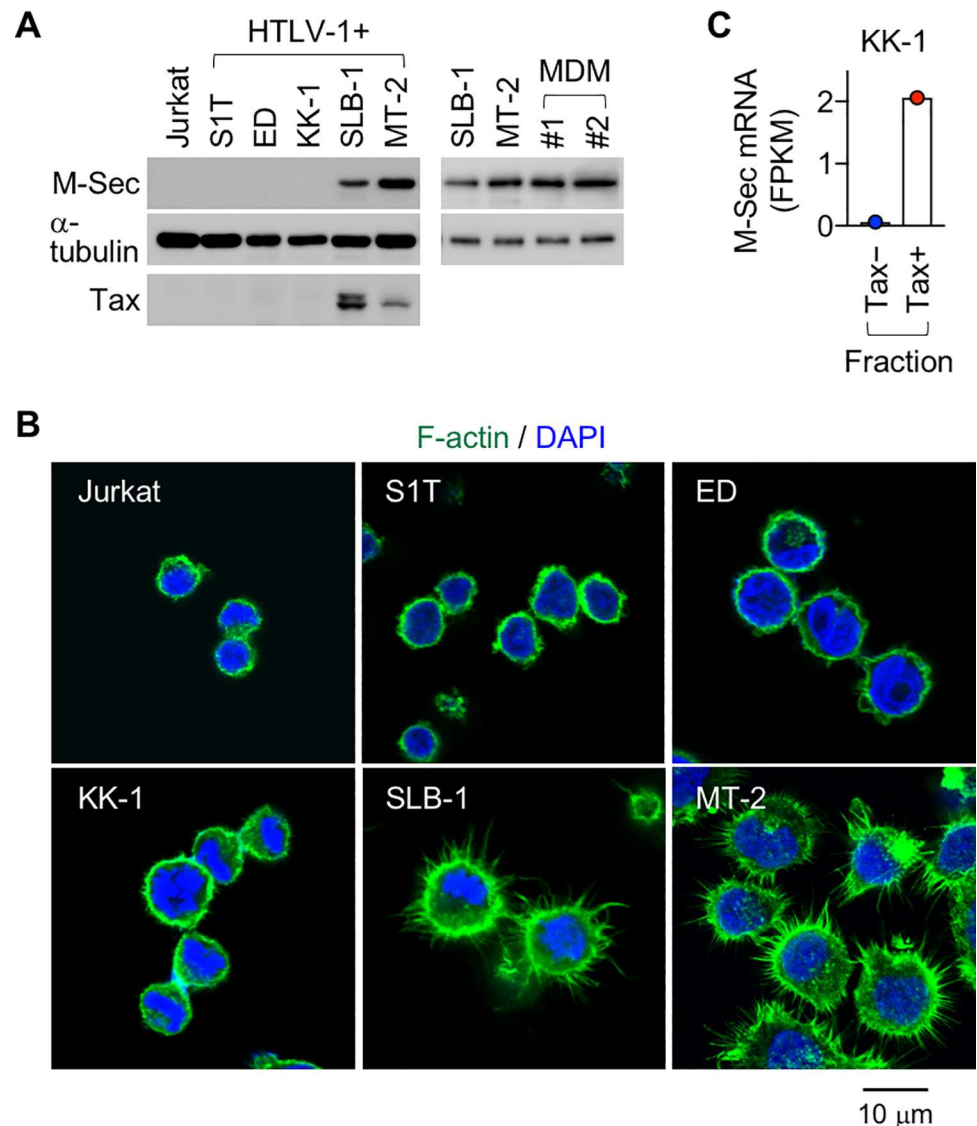 A
HTLV-1+
Jurkat
S1T
ED
KK-1
SLB-1
MT-2
SLB-1
MT-2
MDM
#1
#2
M-Sec
α-
tubulin
Tax
C
KK-1
M-Sec mRNA
(FPKM)
2
1
0
Tax−
Tax+
Fraction
B
F-actin / DAPI
Jurkat
S1T
ED
KK-1
SLB-1
MT-2
10 μm